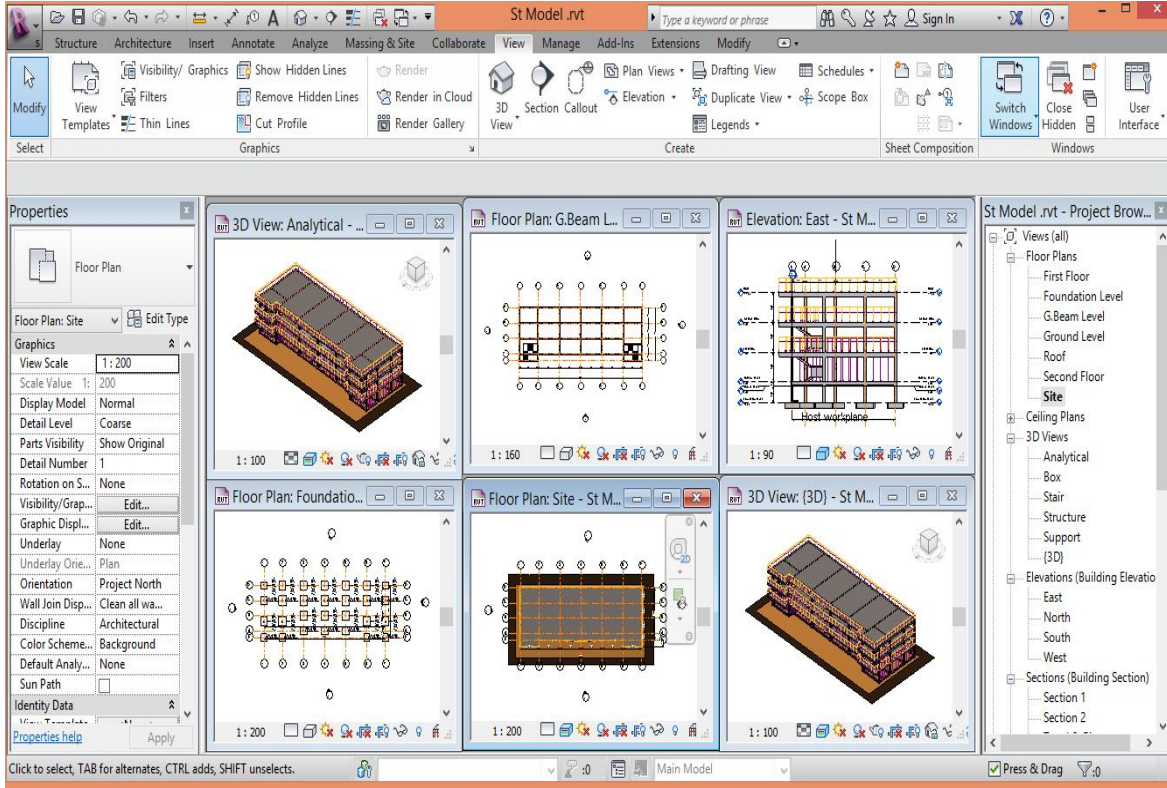 St Model .rvt Type a keyword or phrase Sign In
Structure Architecture Insert Annotate Analyze Massing & Site Collaborate View Manage Add-Ins Extensions Modify
Modify
View Templates
Visibility/ Graphics
Filters
Thin Lines
Show Hidden Lines
Remove Hidden Lines
Cut Profile
Render
Render in Cloud
Render Gallery
3D View
Section
Callout
Plan Views
Elevation
Drafting View
Duplicate View
Legends
Schedules
Scope Box
Switch Windows
Close Hidden
User Interface
Select Graphics Create Sheet Composition Windows
Properties
Floor Plan
Floor Plan: Site Edit Type
Graphics
View Scale 1 : 200
Scale Value 1: 200
Display Model Normal
Detail Level Coarse
Parts Visibility Show Original
Detail Number 1
Rotation on S... None
Visibility/Grap... Edit...
Graphic Displ... Edit...
Underlay None
Underlay Orie... Plan
Orientation Project North
Wall Join Disp... Clean all wa...
Discipline Architectural
Color Scheme... Background
Default Analy... None
Sun Path
Identity Data
Properties help Apply
3D View: Analytical - ...
1 : 100
Floor Plan: G.Beam L...
1 : 160
Elevation: East - St M...
Host workplane
1 : 90
Floor Plan: Foundatio...
1 : 200
Floor Plan: Site - St M...
2D
1 : 200
3D View: {3D} - St M...
1 : 100
St Model .rvt - Project Brow...
Views (all)
Floor Plans
First Floor
Foundation Level
G.Beam Level
Ground Level
Roof
Second Floor
Site
Ceiling Plans
3D Views
Analytical
Box
Stair
Structure
Support
{3D}
Elevations (Building Elevatio
East
North
South
West
Sections (Building Section)
Section 1
Section 2
Click to select, TAB for alternates, CTRL adds, SHIFT unselects. :0 Main Model Press & Drag :0